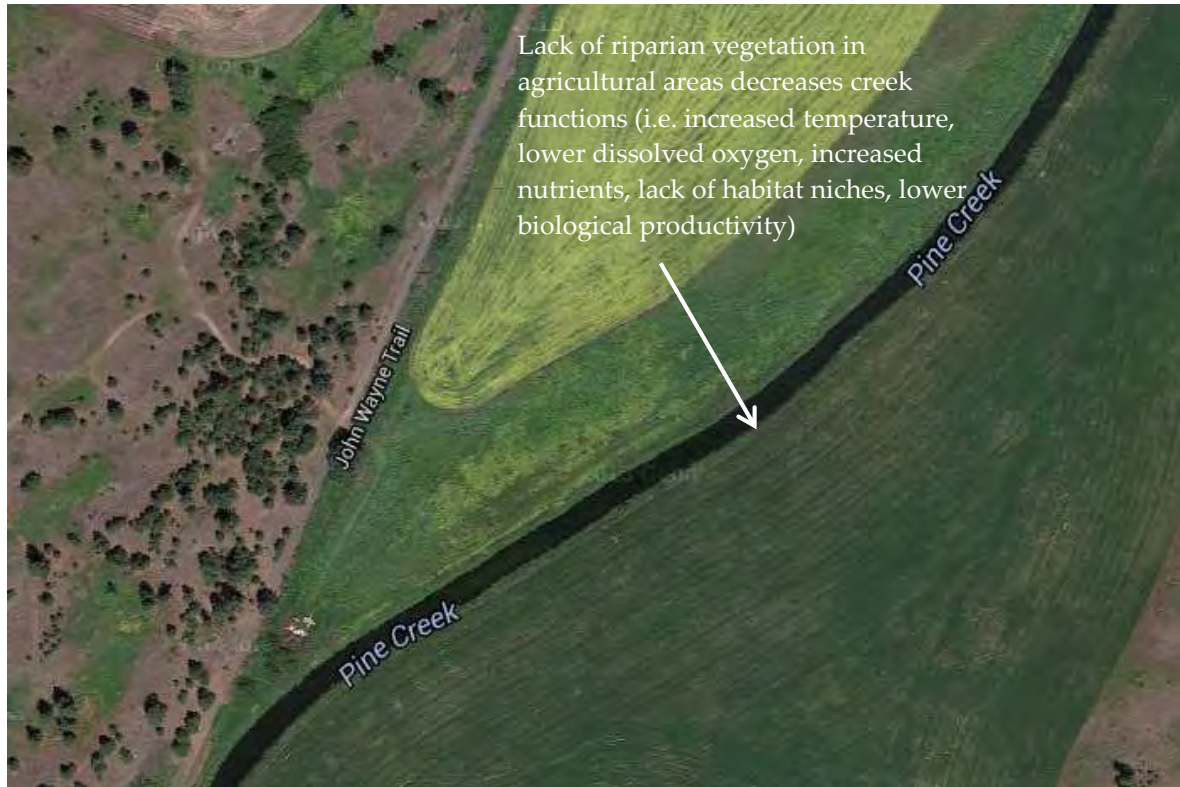 Lack of riparian vegetation in
agricultural areas decreases creek
functions (i.e. increased temperature,
lower dissolved oxygen, increased
nutrients, lack of habitat niches, lower
biological productivity)
Pine Creek
John Wayne Trail
Pine Creek